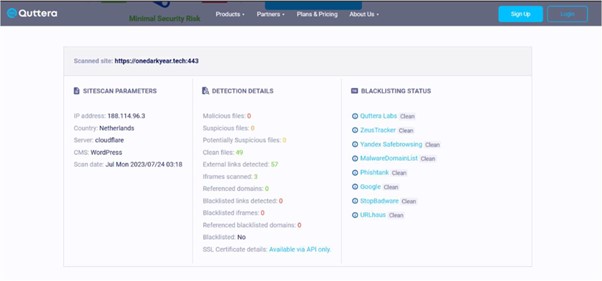 Quttera
Products
Partners
Plans & Pricing
About Us
Sign Up
Login
Minimal Security Risk
Scanned site: https://onedarkyear.tech:443
SITESCAN PARAMETERS
IP address: 188.114.96.3
Country: Netherlands
Server: cloudflare
CMS: WordPress
Scan date: Jul Mon 2023/07/24 03:18
DETECTION DETAILS
Malicious files: 0
Suspicious files: 0
Potentially Suspicious files: 0
Clean files: 49
External links detected: 57
Iframes scanned: 3
Referenced domains: 0
Blacklisted links detected: 0
Blacklisted iframes: 0
Referenced blacklisted domains: 0
Blacklisted: No
SSL Certificate details: Available via API only.
BLACKLISTING STATUS
Quttera Labs Clean
ZeusTracker Clean
Yandex Safebrowsing Clean
MalwareDomainList Clean
Phishtank Clean
Google Clean
StopBadware Clean
URLhous Clean